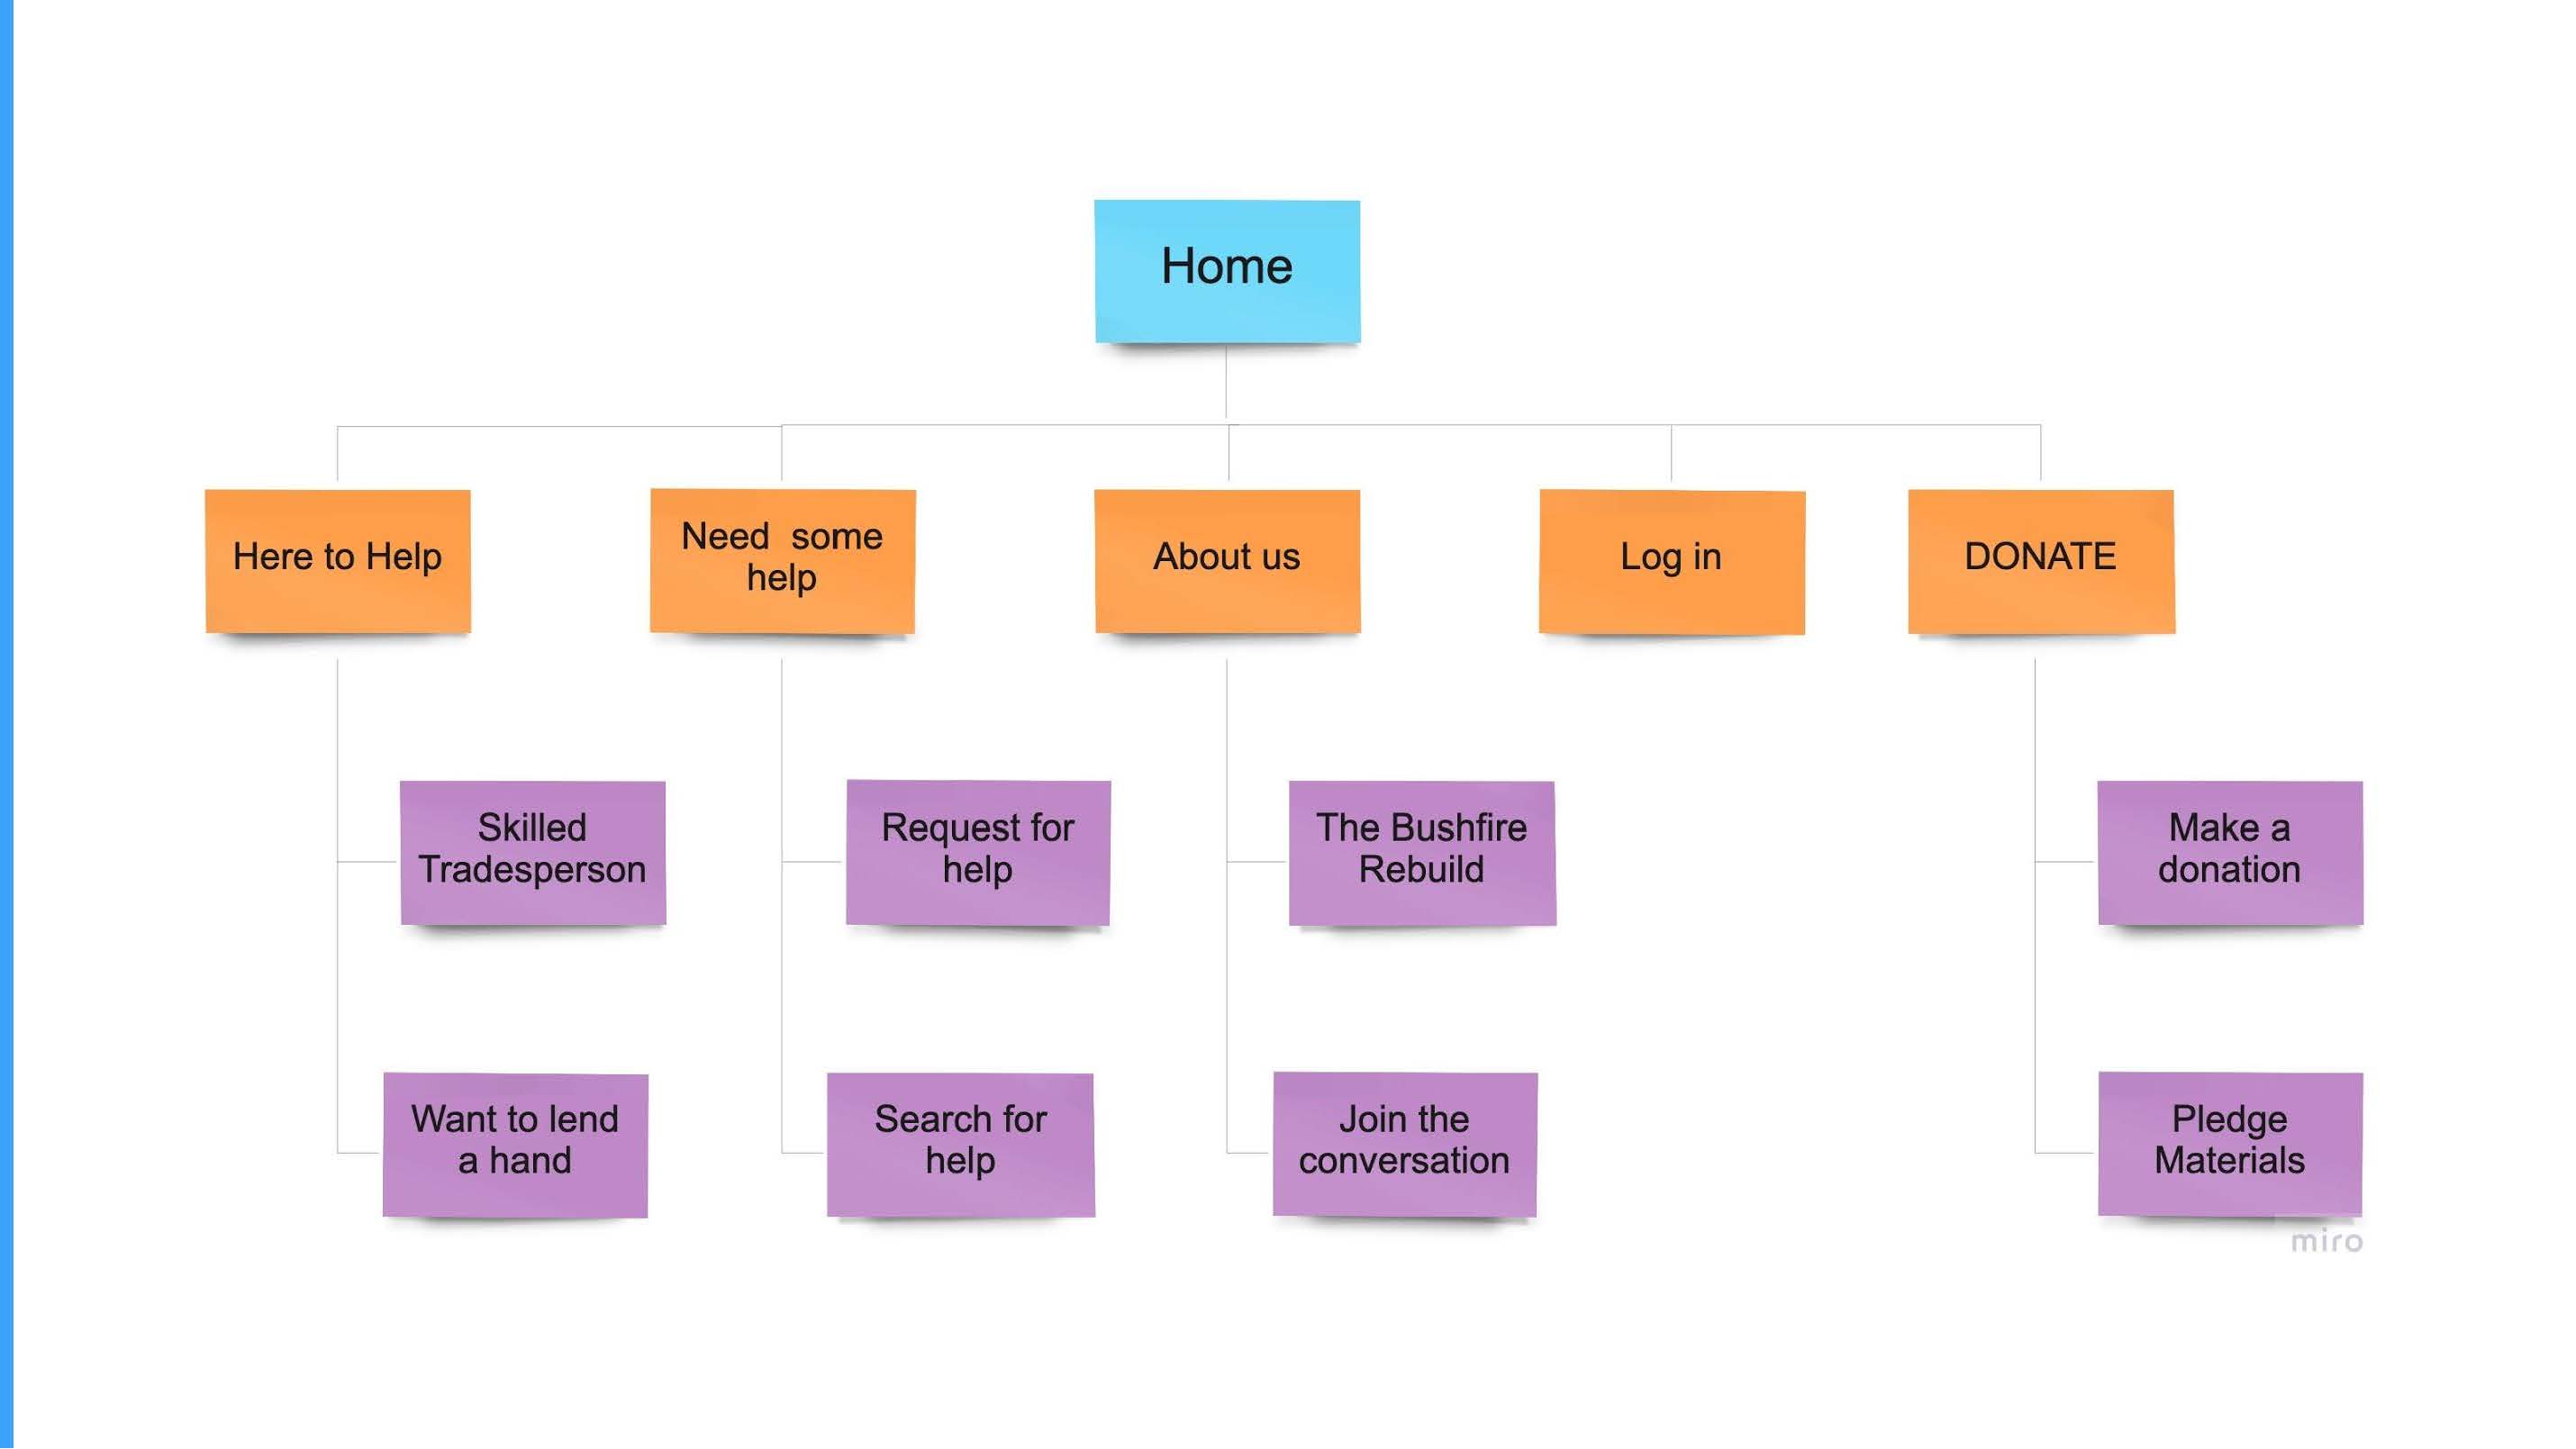 Home
Here to Help
Need some
help
About us
Log in
DONATE
Skilled
Tradesperson
Request for
help
The Bushfire
Rebuild
Make a
donation
Want to lend
a hand
Search for
help
Join the
conversation
Pledge
Materials
miro